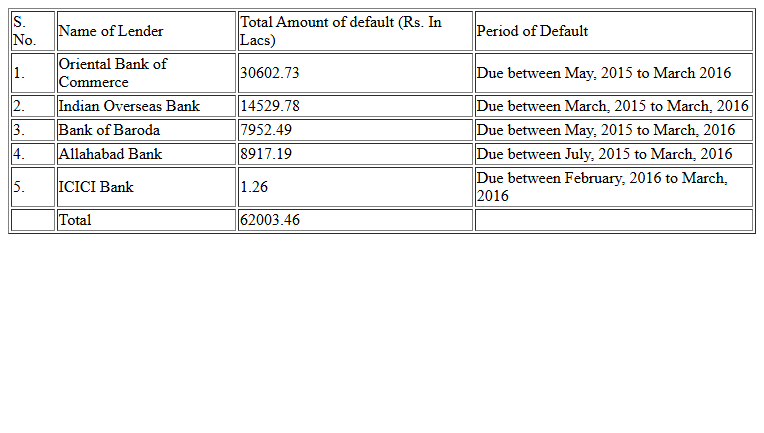 S. No. Name of Lender Total Amount of default (Rs. In Lacs) Period of Default
1. Oriental Bank of Commerce 30602.73 Due between May, 2015 to March 2016
2. Indian Overseas Bank 14529.78 Due between March, 2015 to March, 2016
3. Bank of Baroda 7952.49 Due between May, 2015 to March, 2016
4. Allahabad Bank 8917.19 Due between July, 2015 to March, 2016
5. ICICI Bank 1.26 Due between February, 2016 to March, 2016
Total 62003.46